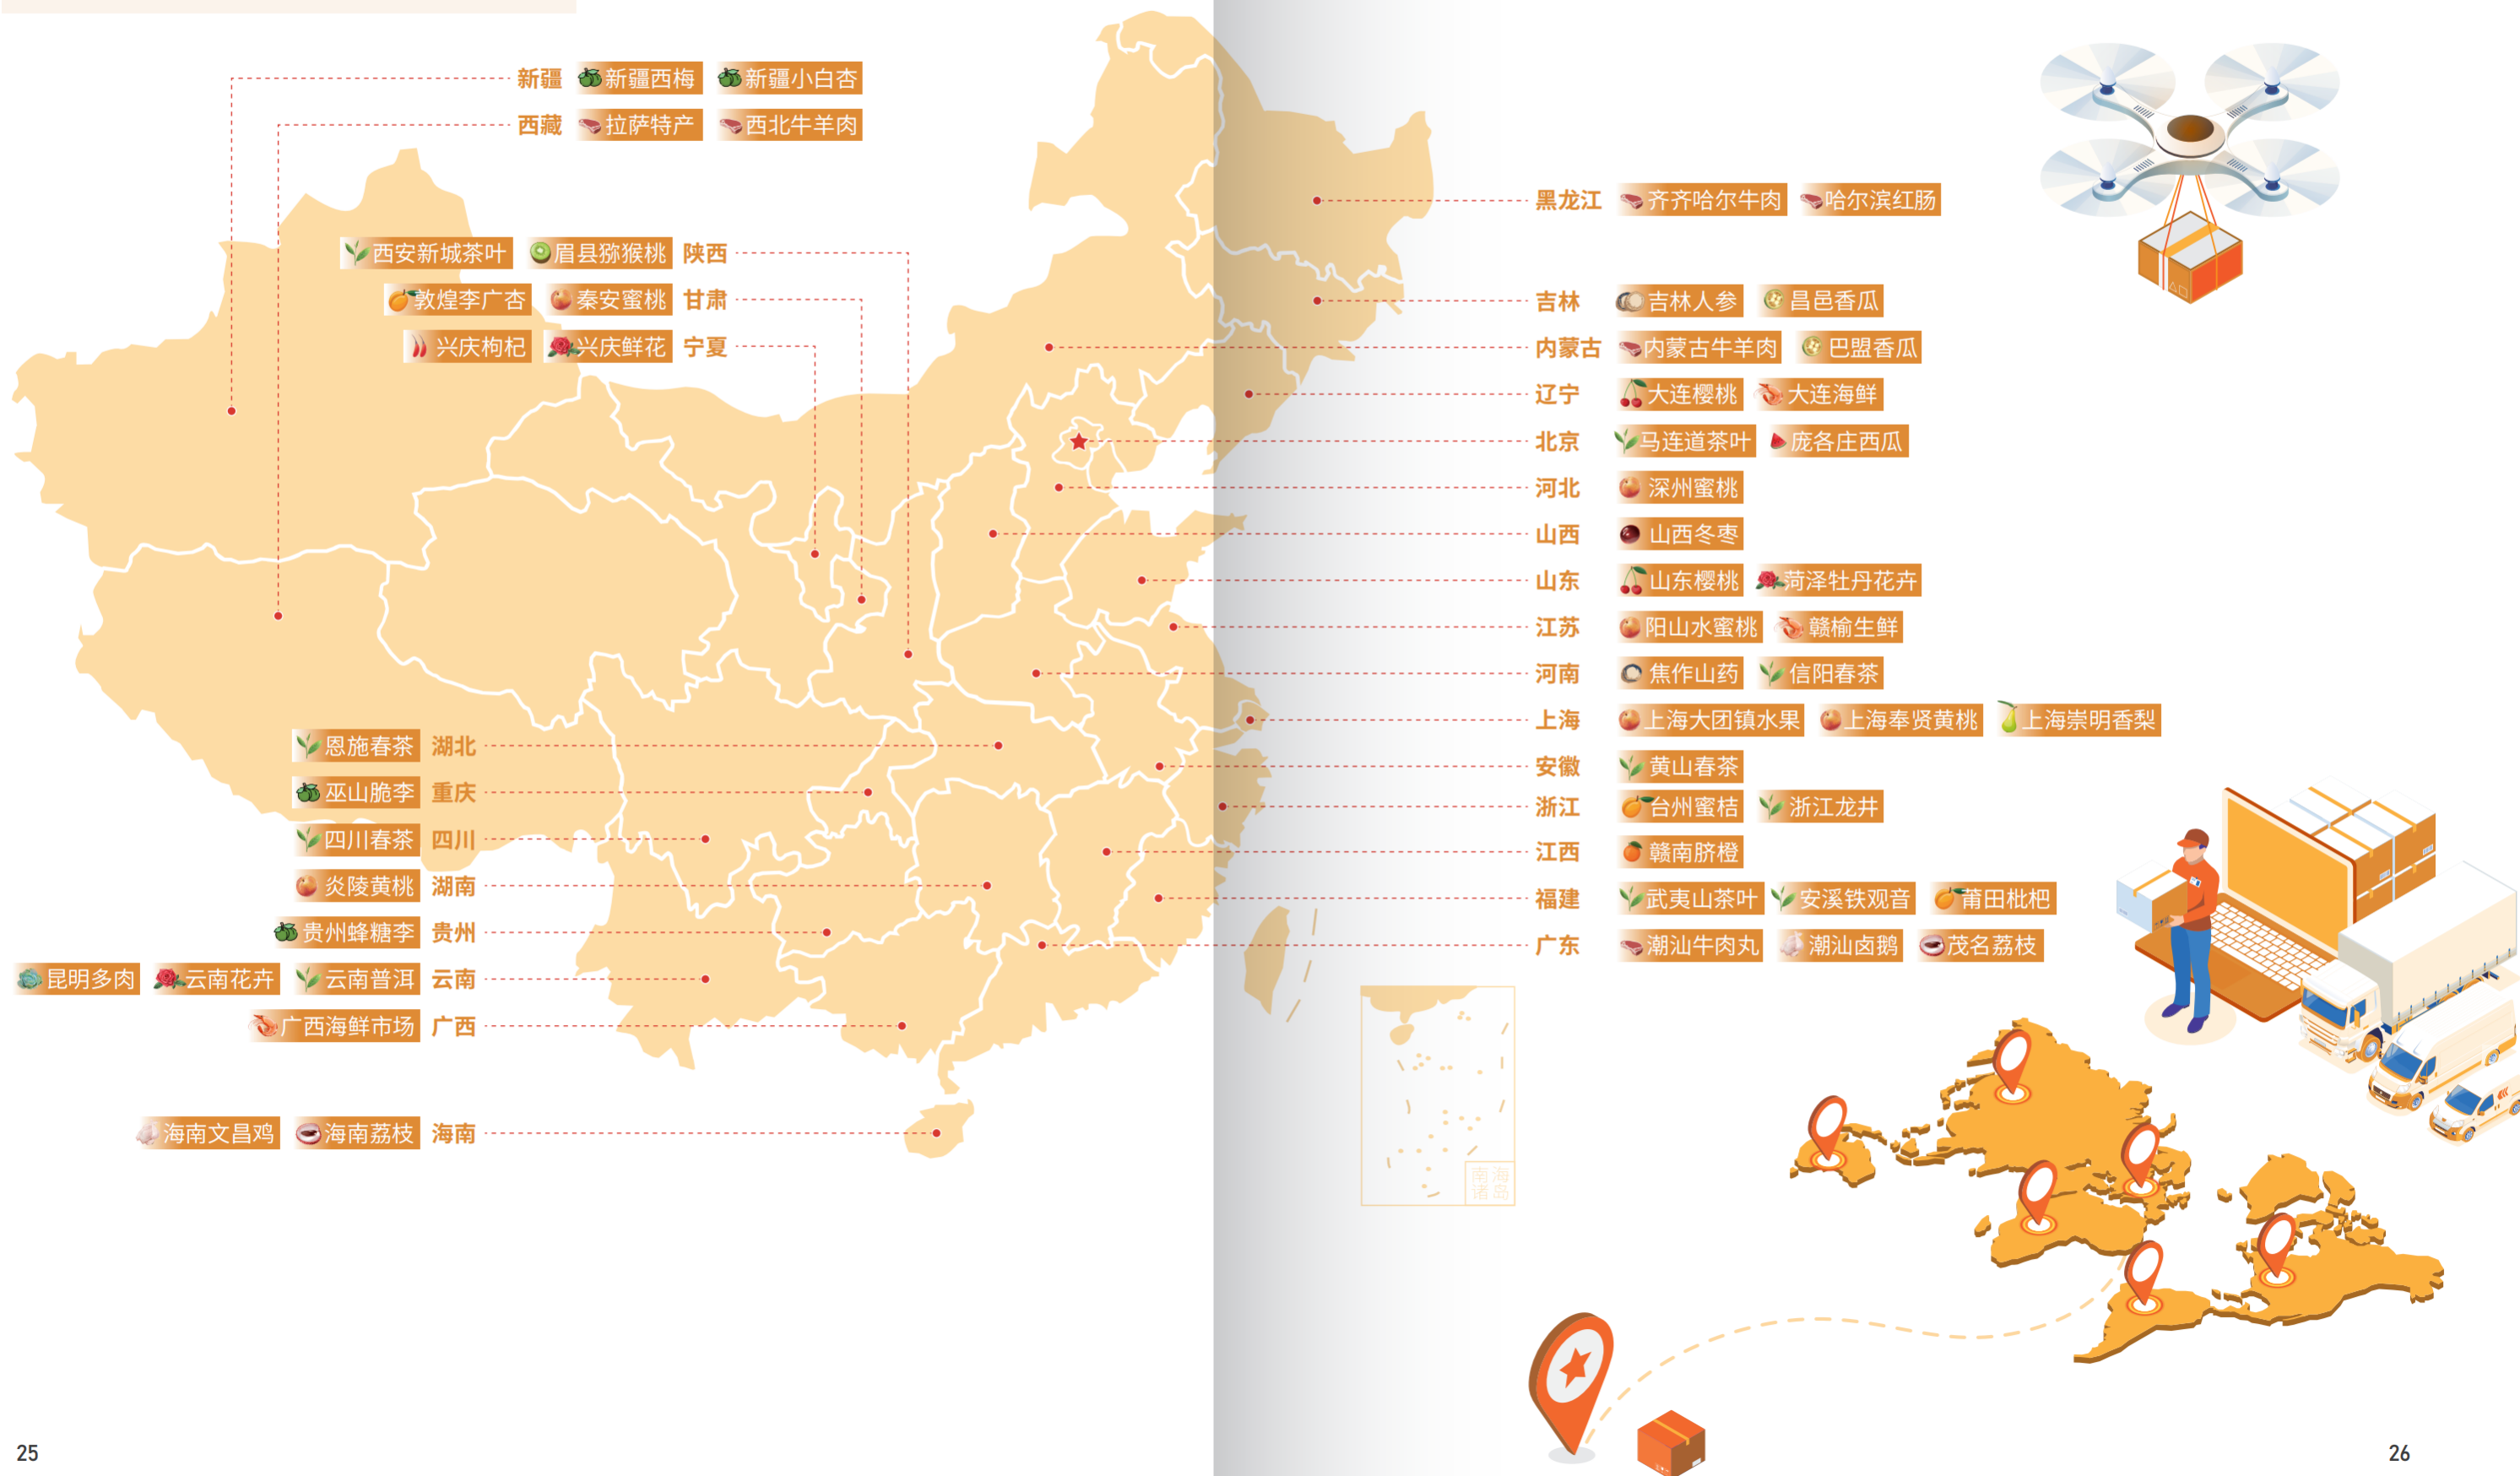 新疆 新疆西梅 新疆小白杏
西藏 拉萨特产 西北牛羊肉
西安新城茶叶 眉县猕猴桃 陕西
敦煌李广杏 秦安蜜桃 甘肃
兴庆枸杞 兴庆鲜花 宁夏
恩施春茶 湖北
巫山脆李 重庆
四川春茶 四川
炎陵黄桃 湖南
贵州蜂糖李 贵州
昆明多肉 云南花卉 云南普洱 云南
广西海鲜市场 广西
海南文昌鸡 海南荔枝 海南
黑龙江 齐齐哈尔牛肉 哈尔滨红肠
吉林 吉林人参 昌邑香瓜
内蒙古 内蒙古牛羊肉 巴盟香瓜
辽宁 大连樱桃 大连海鲜
北京 马连道茶叶 庞各庄西瓜
河北 深州蜜桃
山西 山西冬枣
山东 山东樱桃 菏泽牡丹花卉
江苏 阳山水蜜桃 赣榆生鲜
河南 焦作山药 信阳春茶
上海 上海大团镇水果 上海奉贤黄桃 上海崇明香梨
安徽 黄山春茶
浙江 台州蜜桔 浙江龙井
江西 赣南脐橙
福建 武夷山茶叶 安溪铁观音 莆田枇杷
广东 潮汕牛肉丸 潮汕卤鹅 茂名荔枝
南海
诸岛
25
26